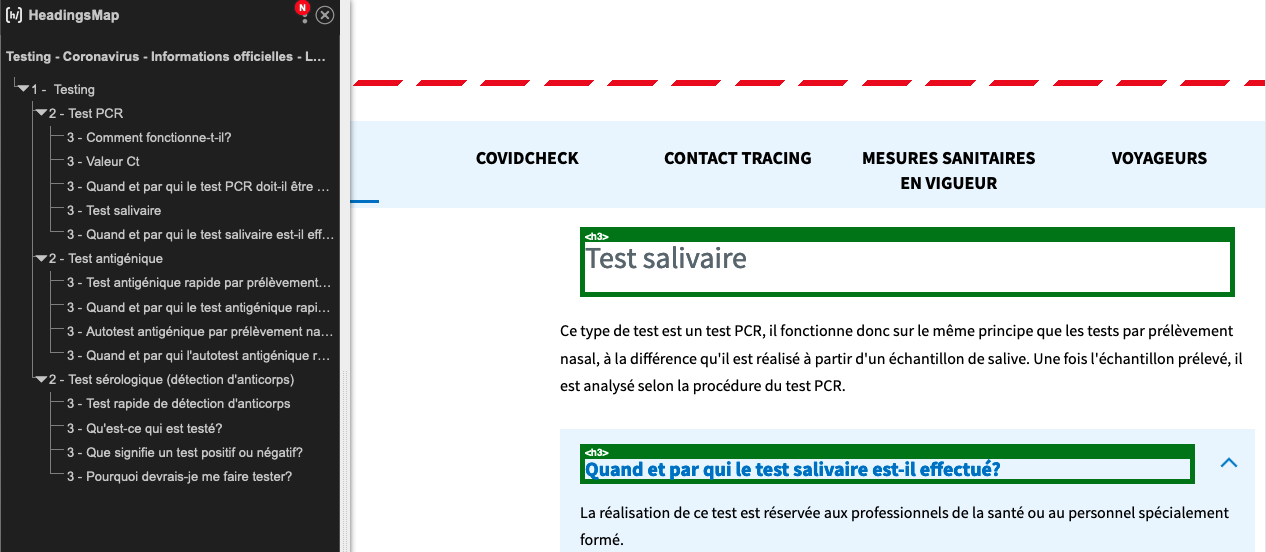 HeadingsMap
N
Testing - Coronavirus - Informations officielles - L...
1 - Testing
2 - Test PCR
3 - Comment fonctionne-t-il?
3 - Valeur Ct
3 - Quand et par qui le test PCR doit-il être ...
3 - Test salivaire
3 - Quand et par qui le test salivaire est-il eff...
2 - Test antigénique
3 - Test antigénique rapide par prélèvement...
3 - Quand et par qui le test antigénique rapi...
3 - Autotest antigénique par prélèvement na...
3 - Quand et par qui l'autotest antigénique r...
2 - Test sérologique (détection d'anticorps)
3 - Test rapide de détection d'anticorps
3 - Qu'est-ce qui est testé?
3 - Que signifie un test positif ou négatif?
3 - Pourquoi devrais-je me faire tester?
COVIDCHECK
CONTACT TRACING
MESURES SANITAIRES
EN VIGUEUR
VOYAGEURS
<h3>
Test salivaire
Ce type de test est un test PCR, il fonctionne donc sur le même principe que les tests par prélèvement
nasal, à la différence qu'il est réalisé à partir d'un échantillon de salive. Une fois l'échantillon prélevé, il
est analysé selon la procédure du test PCR.
<h3>
Quand et par qui le test salivaire est-il effectué?
La réalisation de ce test est réservée aux professionnels de la santé ou au personnel spécialement
formé.